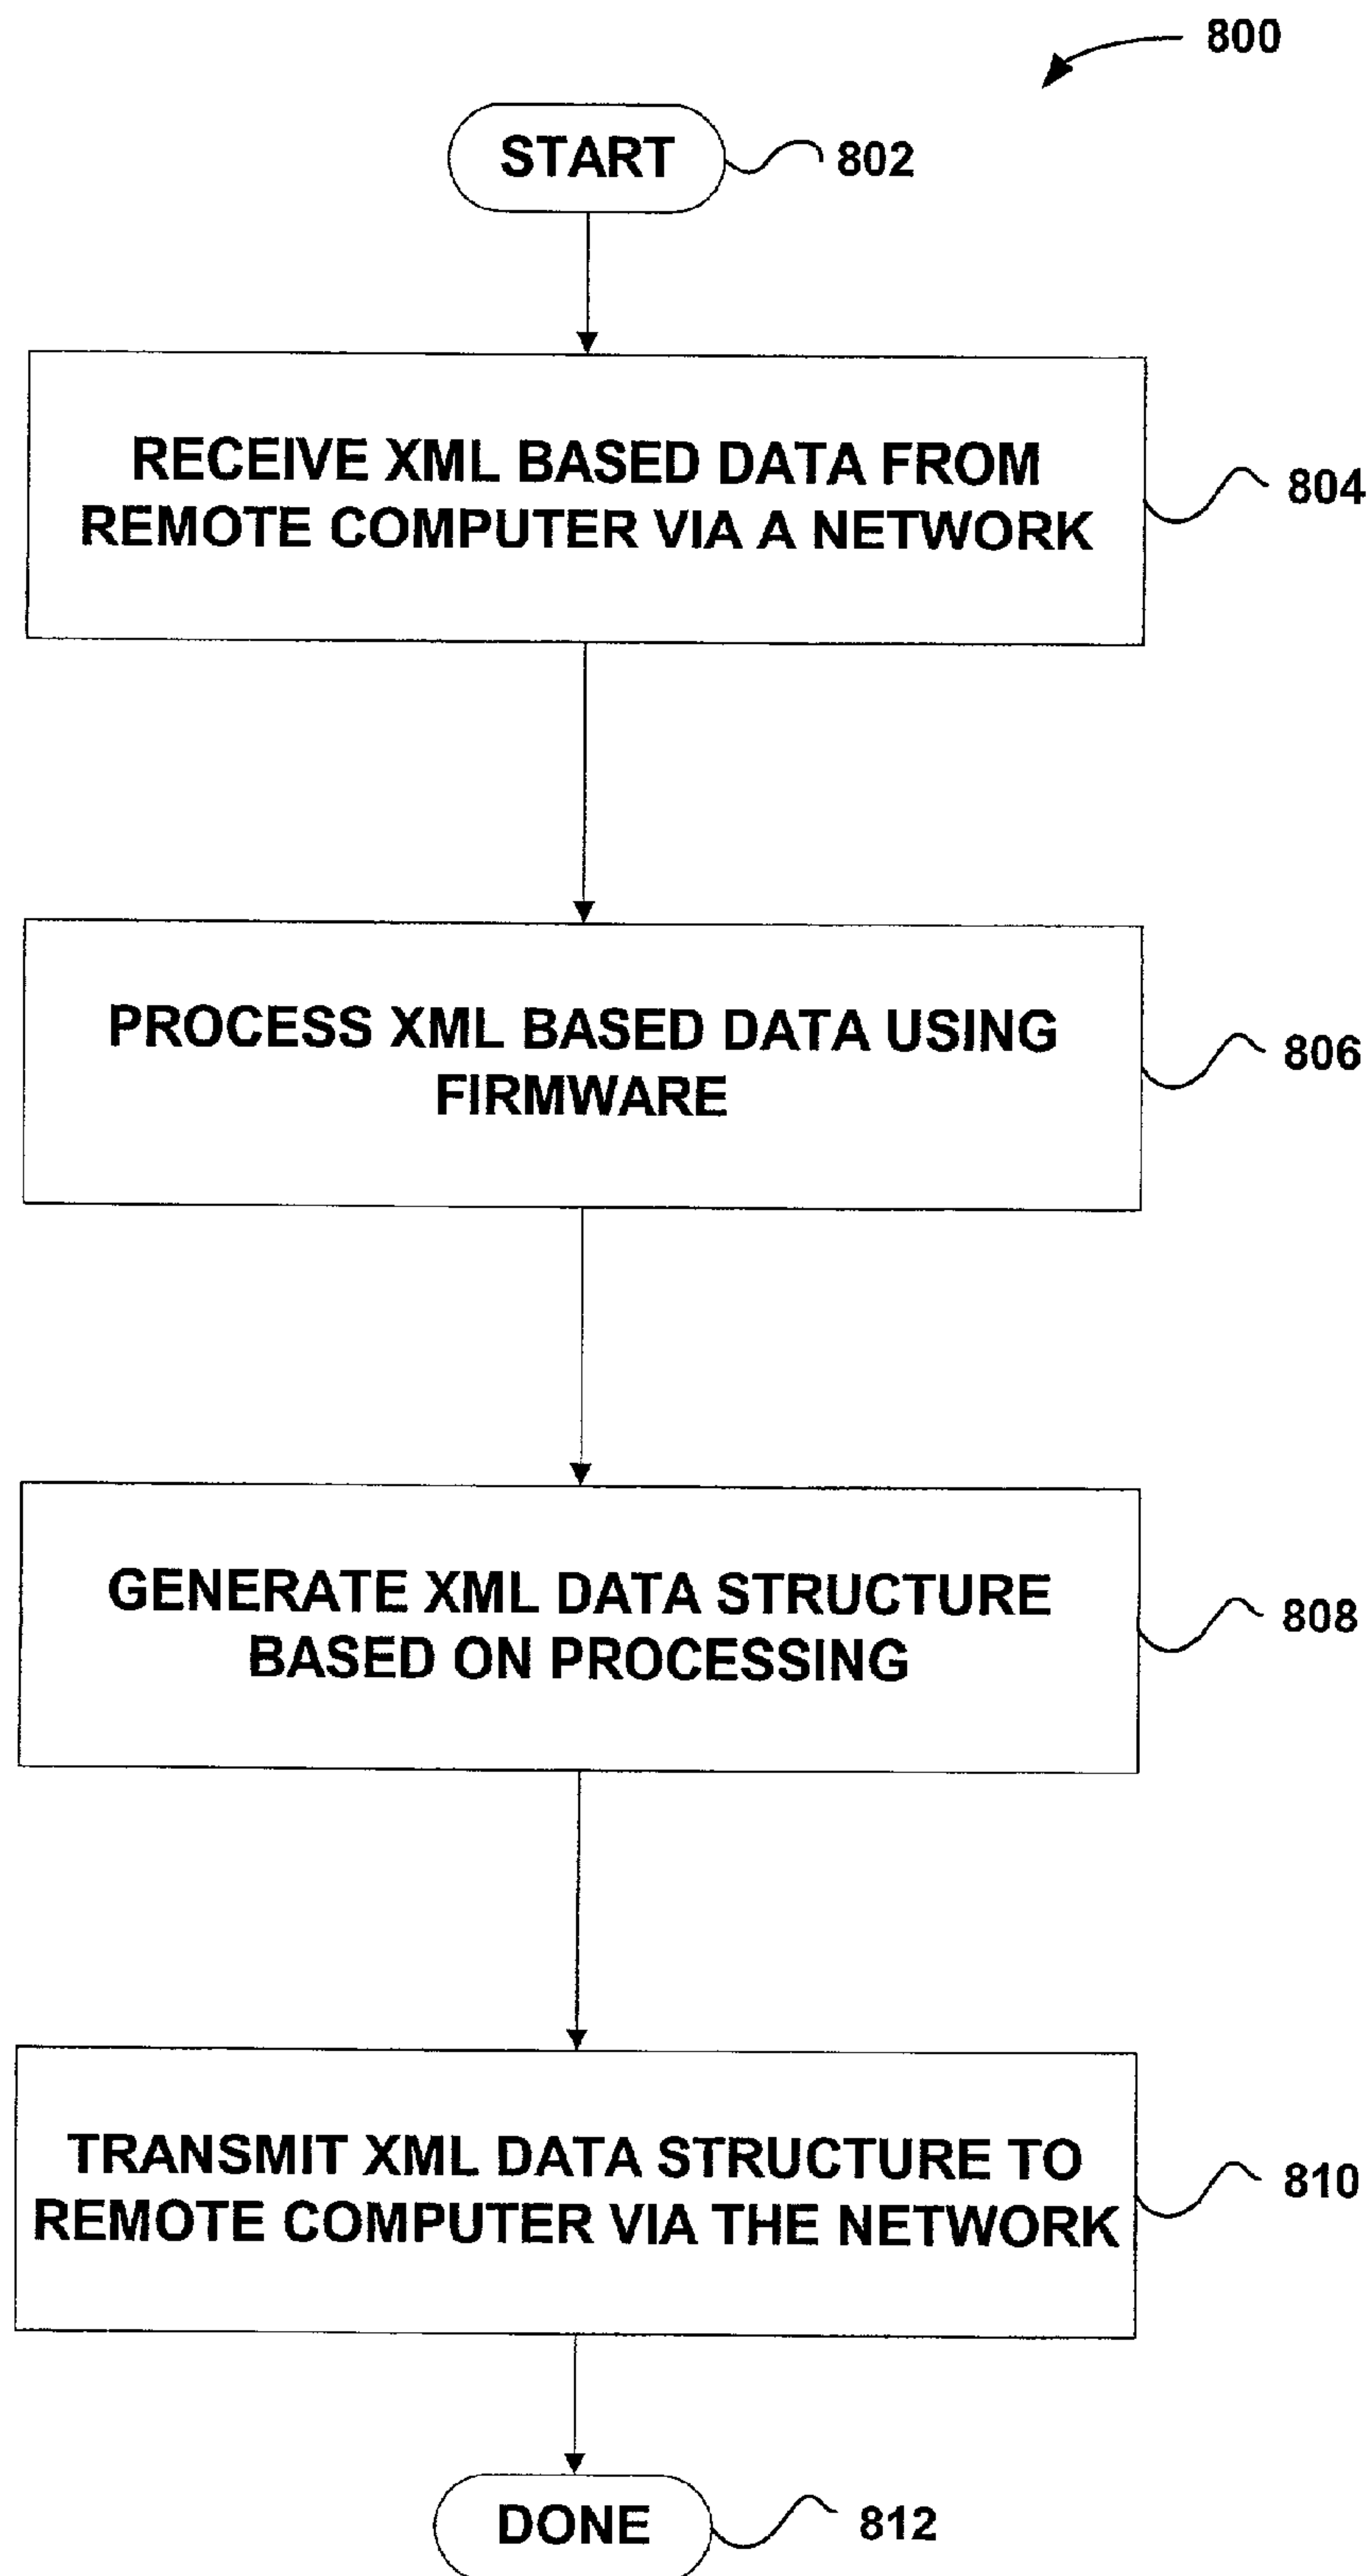 800
START
802
RECEIVE XML BASED DATA FROM
REMOTE COMPUTER VIA A NETWORK
804
PROCESS XML BASED DATA USING
FIRMWARE
806
GENERATE XML DATA STRUCTURE
BASED ON PROCESSING
808
TRANSMIT XML DATA STRUCTURE TO
REMOTE COMPUTER VIA THE NETWORK
810
DONE
812